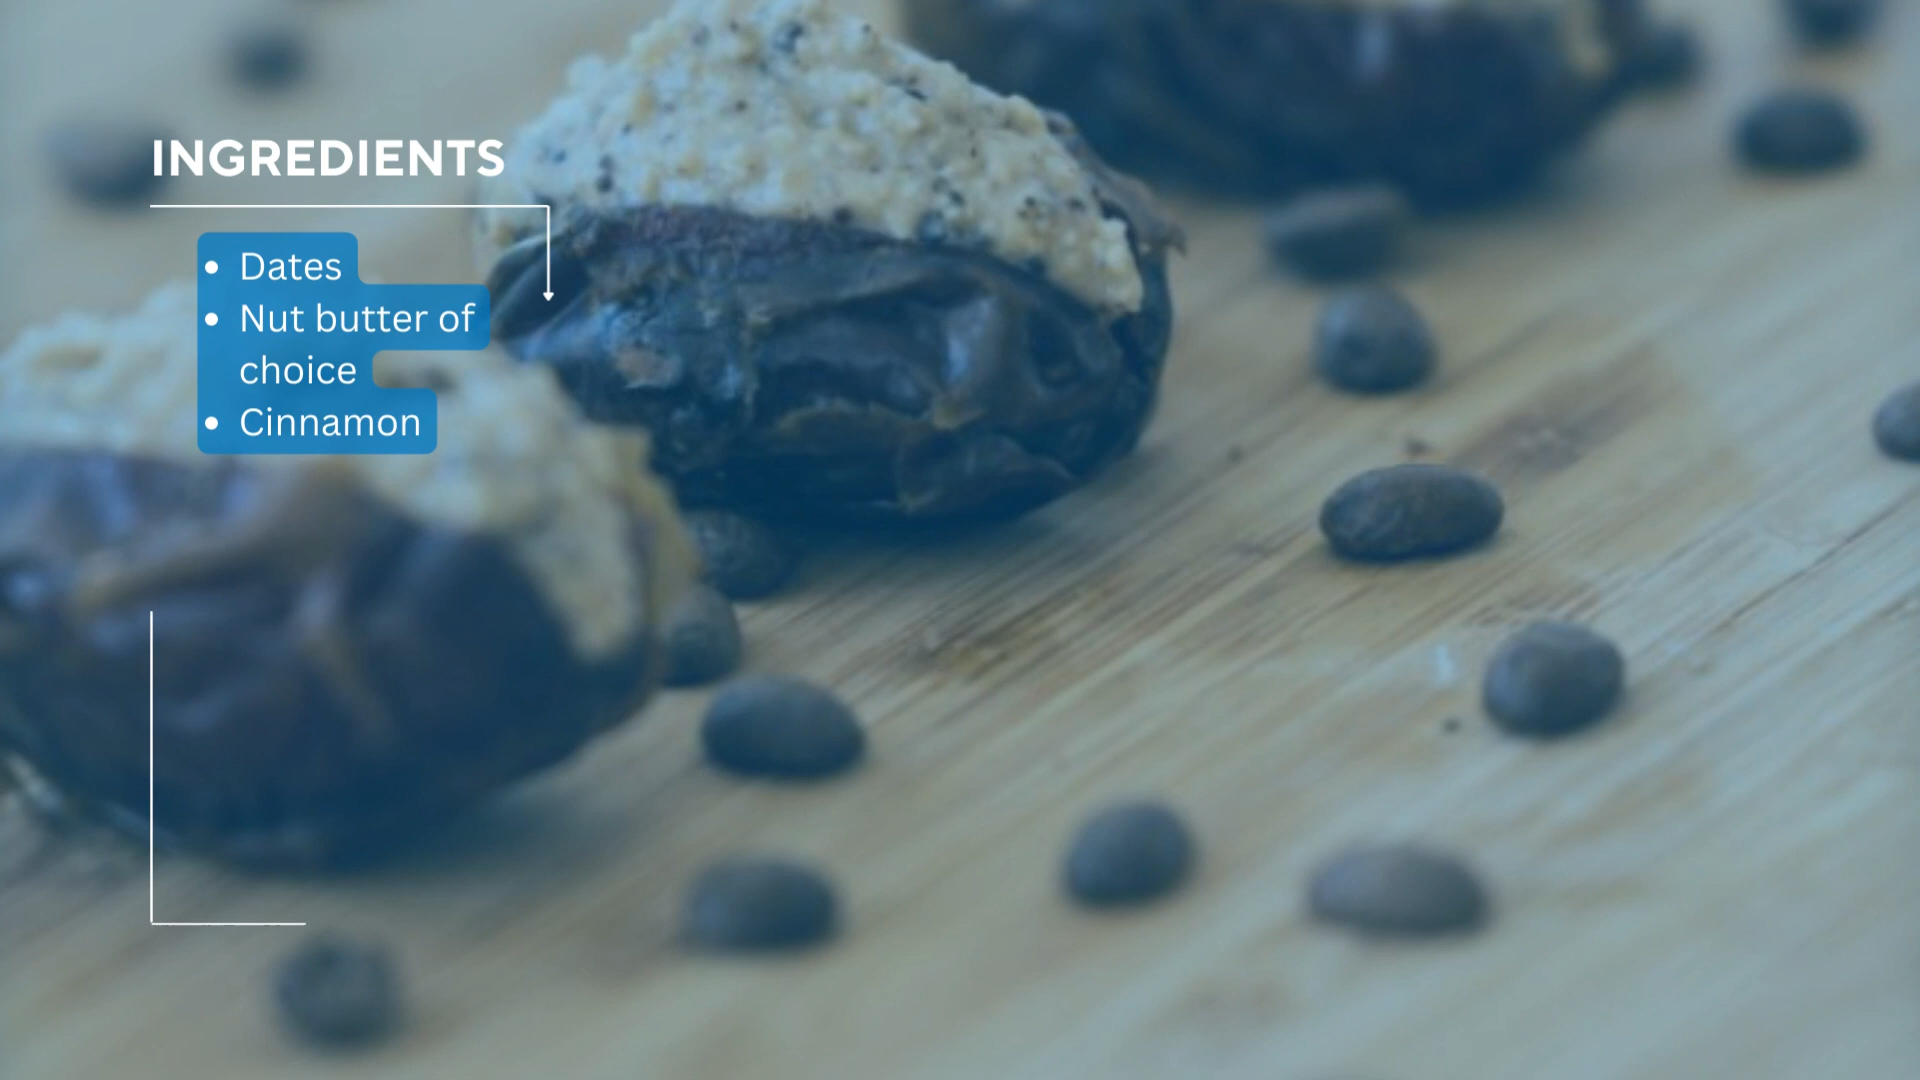 INGREDIENTS
• Dates
• Nut butter of
choice
• Cinnamon